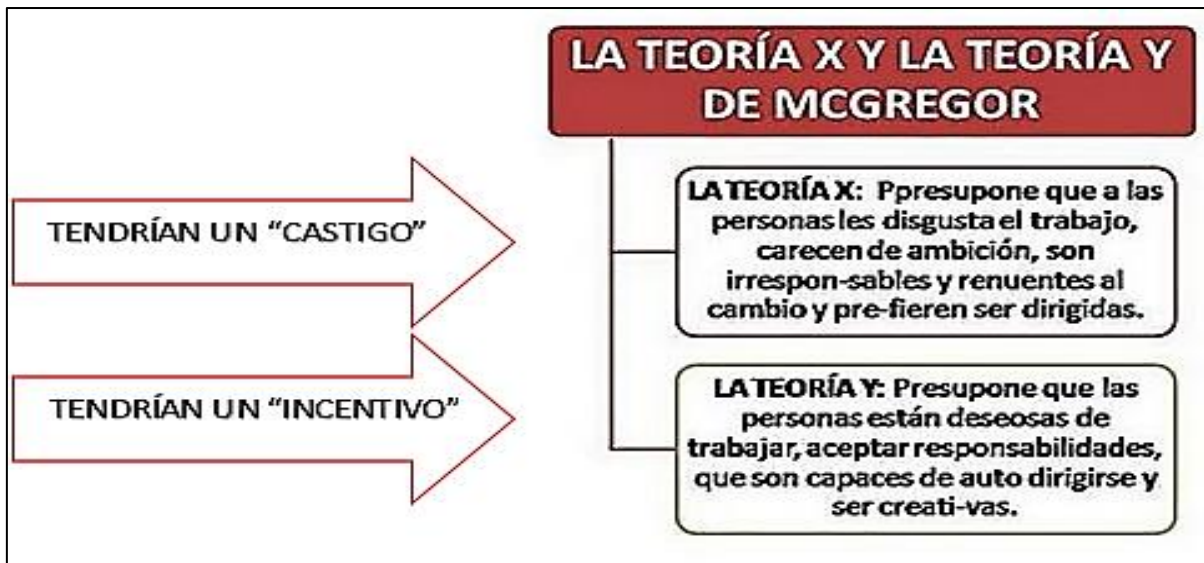 LA TEORÍA X Y LA TEORÍA Y
DE MCGREGOR
TENDRÍAN UN “CASTIGO”
LA TEORÍA X: Ppresupone que a las
personas les disgusta el trabajo,
carecen de ambición, son
irrespon-sables y renuentes al
cambio y pre-fieren ser dirigidas.
TENDRÍAN UN “INCENTIVO”
LA TEORÍA Y: Presupone que las
personas están deseosas de
trabajar, aceptar responsabilidades,
que son capaces de auto dirigirse y
ser creati-vas.